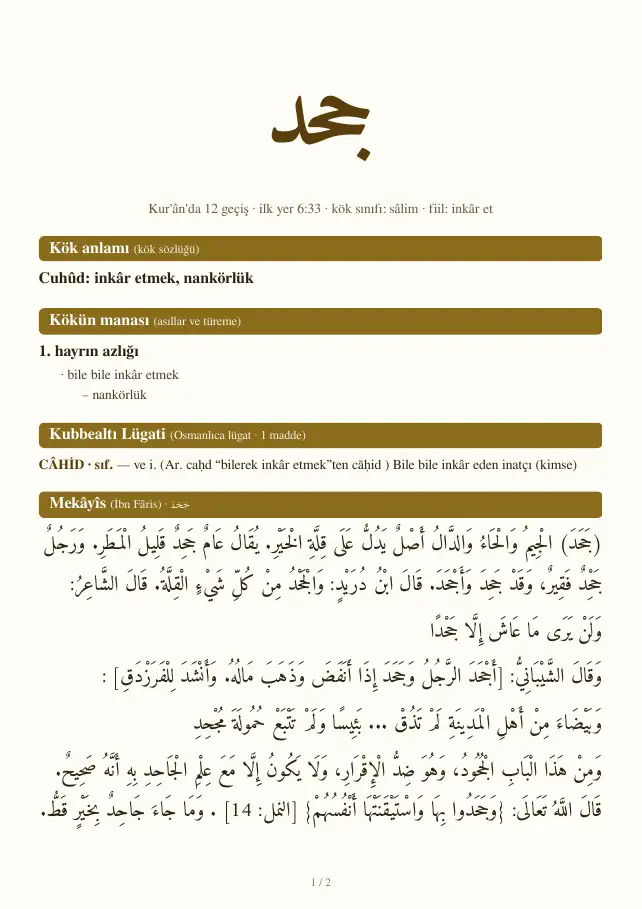 جحد
Kur'ân'da 12 geçiş · ilk yer 6:33 · kök sınıfı: sâlim · fiil: inkâr et
Kök anlamı (kök sözlüğü)
Cuhûd: inkâr etmek, nankörlük
Kökün manası (asıllar ve türeme)
1. hayrın azlığı
· bile bile inkâr etmek
– nankörlük
Kubbealtı Lügati (Osmanlıca lügat · 1 madde)
CÂHİD · sıf. — ve i. (Ar. caḥd “bilerek inkâr etmek”ten cāḥid ) Bile bile inkâr eden inatçı (kimse)
Mekâyîs (İbn Fâris) · جَحَدَ
(جَحَدَ) الْجِيمُ وَالْحَاءُ وَالدَّالُ أَصْلٌ يَدُلُّ عَلَى قِلَّةِ الْخَيْرِ. يُقَالُ عَامٌ جَحِدٌ قَلِيلُ الْمَطَرِ. وَرَجُلٌ
جَحِدٌ فَقِيرٌ، وَقَدْ جَحِدَ وَأَجْحَدَ. قَالَ ابْنُ دُرَيْدٍ: وَالْجَحْدُ مِنْ كُلِّ شَيْءٍ الْقِلَّةُ. قَالَ الشَّاعِرُ:
وَلَنْ يَرَى مَا عَاشَ إِلَّا جَحْدًا
وَقَالَ الشَّيْبَانِيُّ: [أَجْحَدَ الرَّجُلُ وَجَحَدَ إِذَا أَنْفَضَ وَذَهَبَ مَالُهُ. وَأَنْشَدَ لِلْفَرَزْدَقِ] :
وَبَيْضَاءَ مِنْ أَهْلِ الْمَدِينَةِ لَمْ تَذُقْ ... بَئِيسًا وَلَمْ تَتْبَعْ حُمُولَةَ مُجْحِدِ
وَمِنْ هَذَا الْبَابِ الْجُحُودُ، وَهُوَ ضِدُّ الْإِقْرَارِ، وَلَا يَكُونُ إِلَّا مَعَ عِلْمِ الْجَاحِدِ بِهِ أَنَّهُ صَحِيحٌ.
قَالَ اللَّهُ تَعَالَى: {وَجَحَدُوا بِهَا وَاسْتَيْقَنَتْهَا أَنْفُسُهُمْ} [النمل: 14] . وَمَا جَاءَ جَاحِدٌ بِخَيْرٍ قَطُّ.
1 / 2